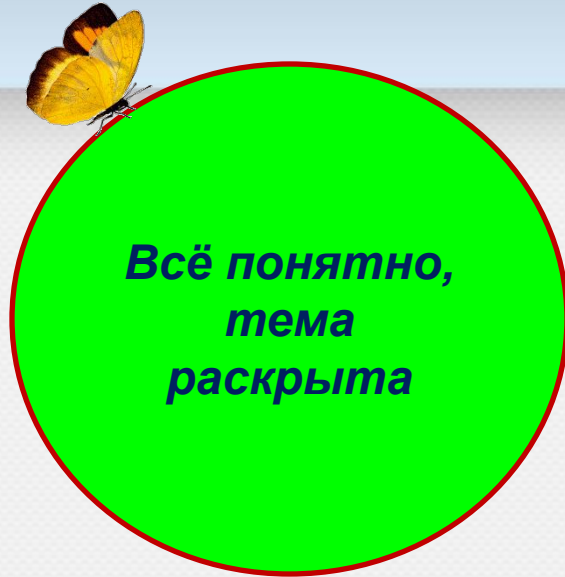 Всё понятно,
тема
раскрыта